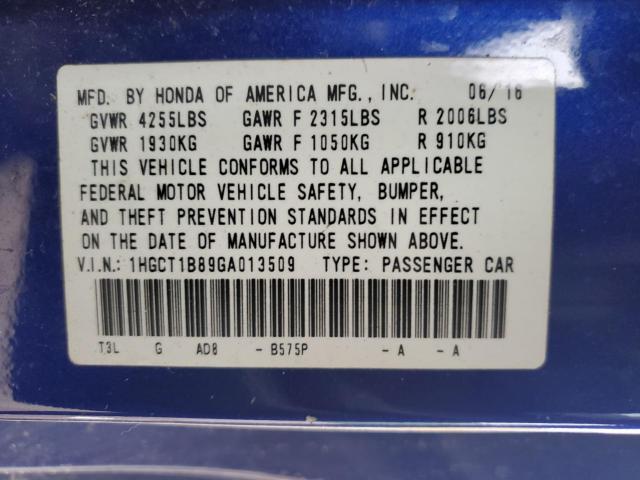 MFD. BY HONDA OF AMERICA MFG., INC. 06/16
GVWR 4255LBS GAWR F 2315LBS R 2006LBS
GVWR 1930KG GAWR F 1050KG R 910KG
THIS VEHICLE CONFORMS TO ALL APPLICABLE
FEDERAL MOTOR VEHICLE SAFETY, BUMPER,
AND THEFT PREVENTION STANDARDS IN EFFECT
ON THE DATE OF MANUFACTURE SHOWN ABOVE.
V.I.N.: 1HGCT1B89GA013509 TYPE: PASSENGER CAR
T3L G AD8 - B575P - A - A